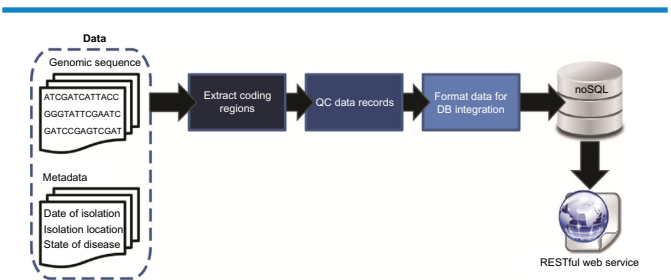 Data
Genomic sequence
ATCGATCATTACC
GGGTATTCGAATC
GATCCGAGTCGAT
Metadata
Date of isolation
Isolation location
State of disease
Extract coding
regions
QC data records
Format data for
DB integration
noSQL
RESTful web service